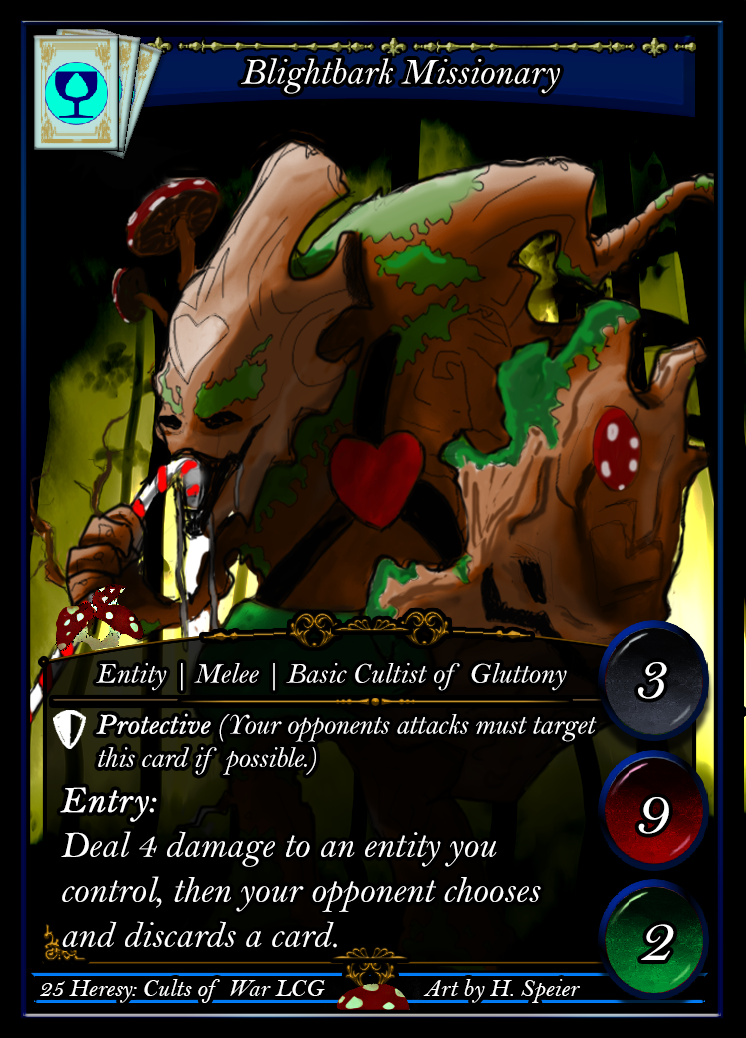 Blightbark Missionary
Entity | Melee | Basic Cultist of Gluttony
3
Protective (Your opponents attacks must target
this card if possible.)
9
Entry:
Deal 4 damage to an entity you
control, then your opponent chooses
and discards a card.
2
25 Heresy: Cults of War LCG
Art by H. Speier